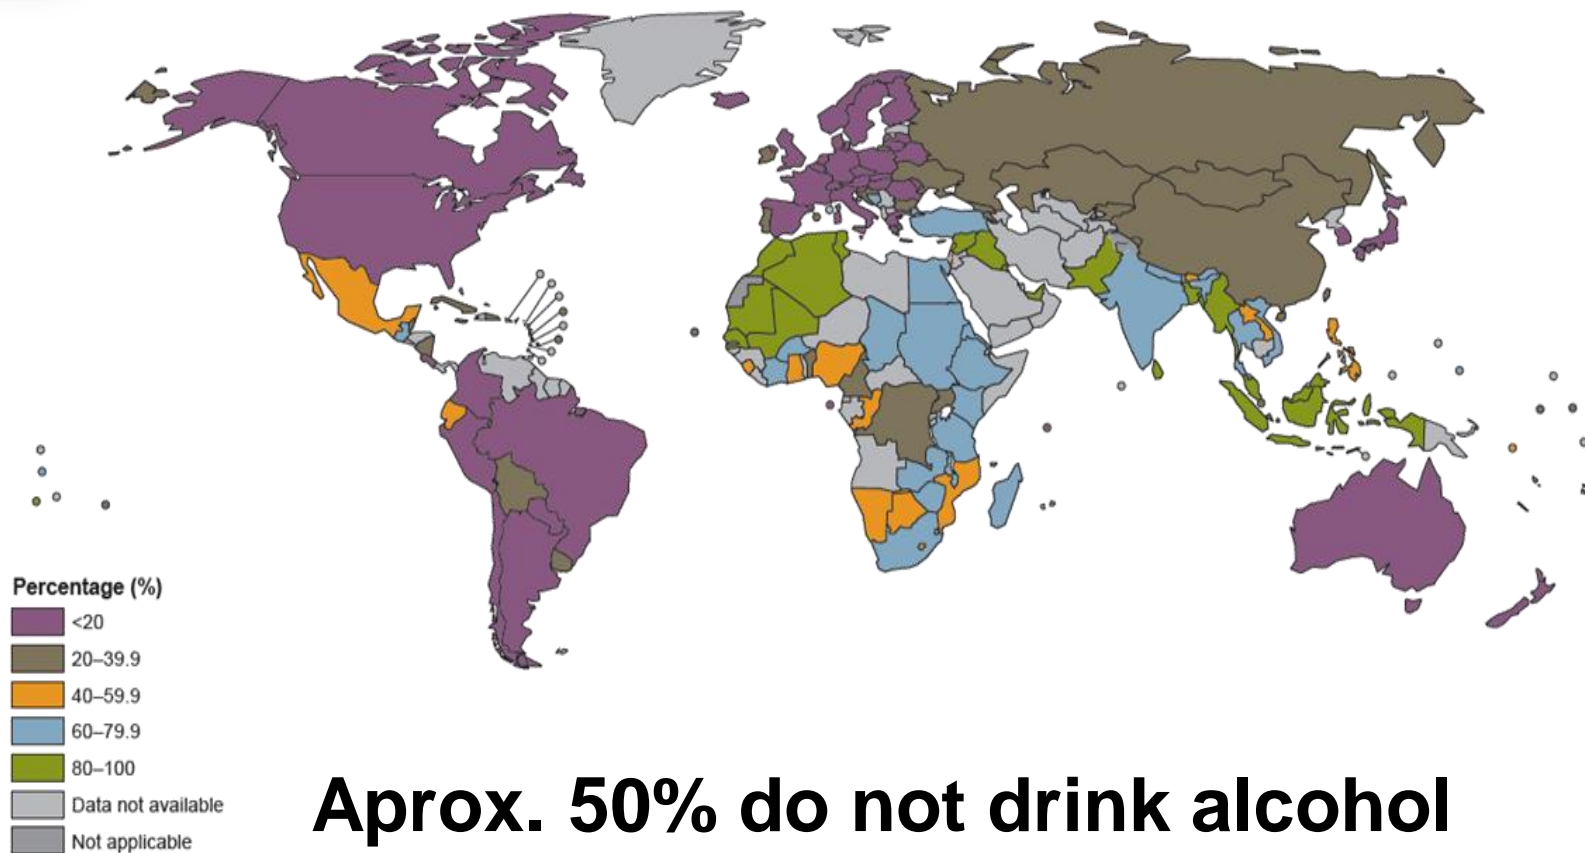 Percentage (%)
<20
20–39.9
40–59.9
60–79.9
80–100
Data not available
Not applicable
Aprox. 50% do not drink alcohol